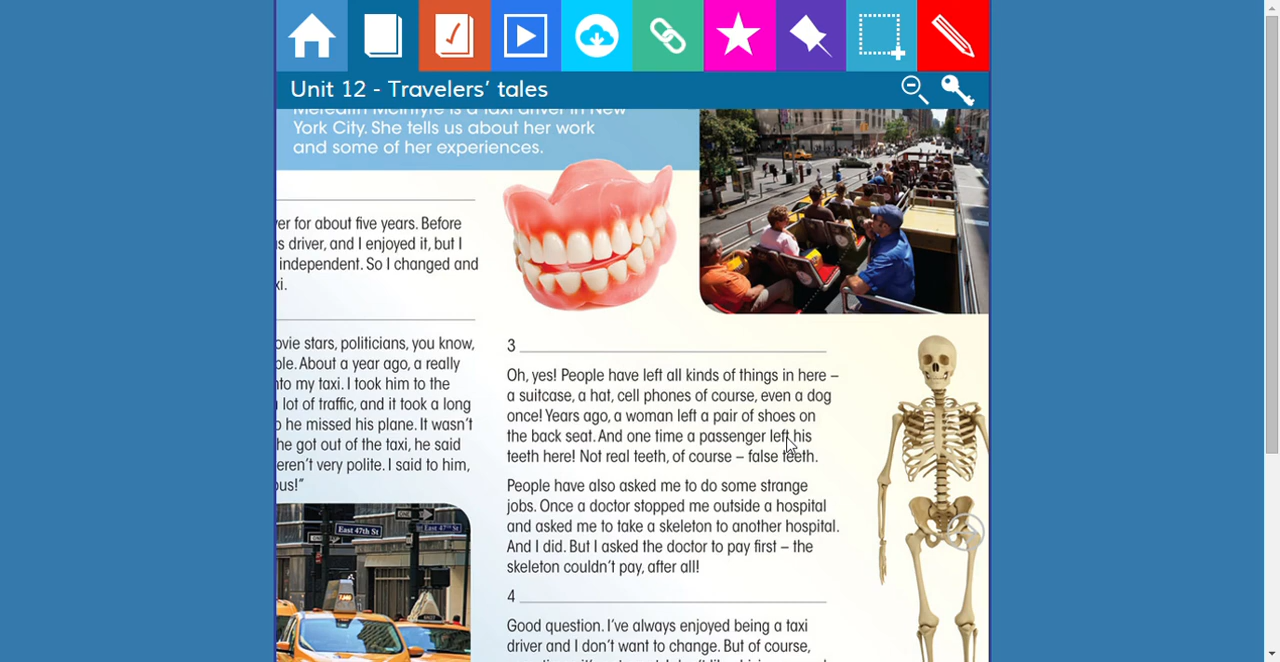 Unit 12 - Travelers' tales
Meredith McIntyre is a taxi driver in New
York City. She tells us about her work
and some of her experiences.
for about five years. Before
driver, and I enjoyed it, but I
independent. So I changed and
stars, politicians, you know,
About a year ago, a really
my taxi. I took him to the
lot of traffic, and it took a long
he missed his plane. It wasn't
he got out of the taxi, he said
very polite. I said to him,
3
Oh, yes! People have left all kinds of things in here –
a suitcase, a hat, cell phones of course, even a dog
once! Years ago, a woman left a pair of shoes on
the back seat. And one time a passenger left his
teeth here! Not real teeth, of course – false teeth.
People have also asked me to do some strange
jobs. Once a doctor stopped me outside a hospital
and asked me to take a skeleton to another hospital.
And I did. But I asked the doctor to pay first – the
skeleton couldn't pay, after all!
4
Good question. I've always enjoyed being a taxi
driver and I don't want to change. But of course,
East 47th St